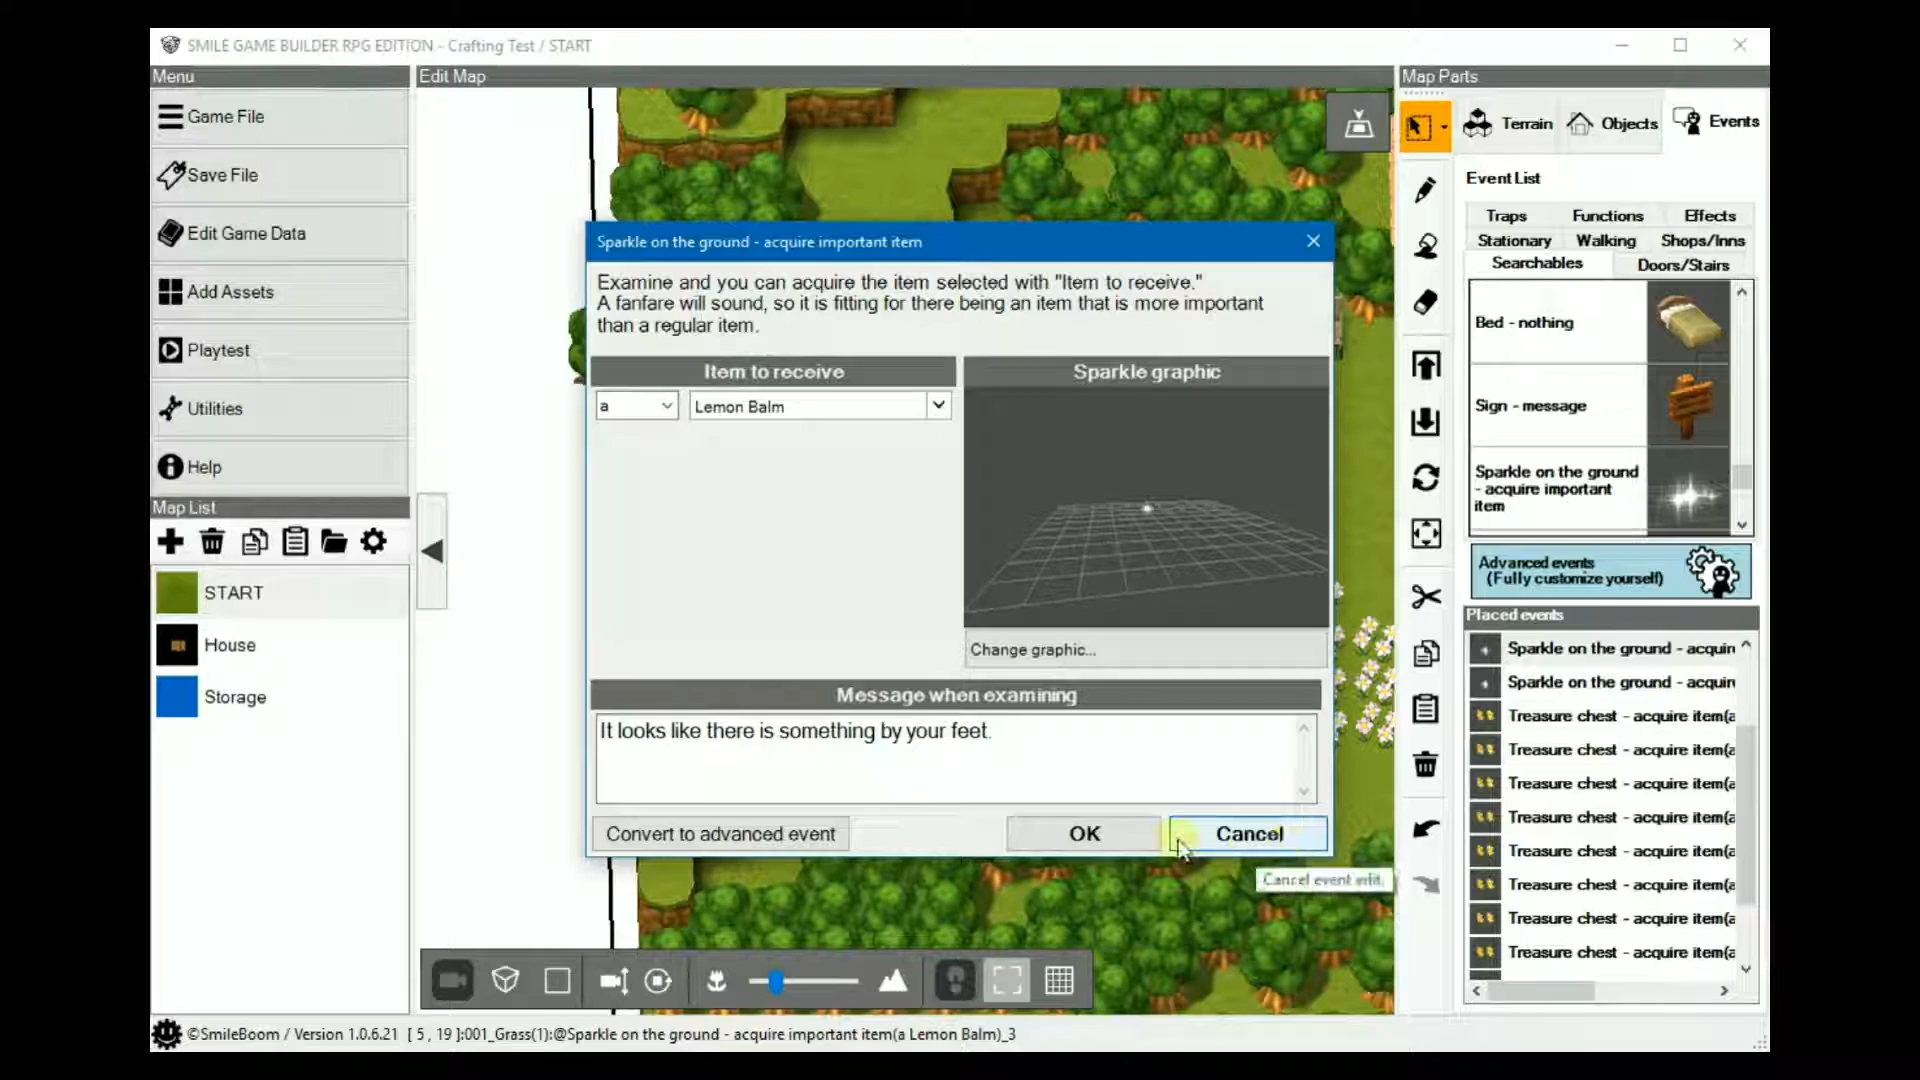 SMILE GAME BUILDER RPG EDITION - Crafting Test / START
Menu
Game File
Save File
Edit Game Data
Add Assets
Playtest
Utilities
Help
Map List
START
House
Storage
Edit Map
Sparkle on the ground - acquire important item
Examine and you can acquire the item selected with "Item to receive."
A fanfare will sound, so it is fitting for there being an item that is more important
than a regular item.
Item to receive
a
Lemon Balm
Sparkle graphic
Change graphic...
Message when examining
It looks like there is something by your feet.
Convert to advanced event
OK
Cancel
Cancel event edit.
Map Parts
Terrain
Objects
Events
Event List
Traps
Functions
Effects
Stationary
Walking
Shops/Inns
Searchables
Doors/Stairs
Bed - nothing
Sign - message
Sparkle on the ground
- acquire important
item
Advanced events
(Fully customize yourself)
Placed events
Sparkle on the ground - acquire
Sparkle on the ground - acquire
Treasure chest - acquire item(a
Treasure chest - acquire item(a
Treasure chest - acquire item(a
Treasure chest - acquire item(a
Treasure chest - acquire item(a
Treasure chest - acquire item(a
Treasure chest - acquire item(a
Treasure chest - acquire item(a
©SmileBoom / Version 1.0.6.21 [ 5 , 19 ]:001_Grass(1):@Sparkle on the ground - acquire important item(a Lemon Balm)_3